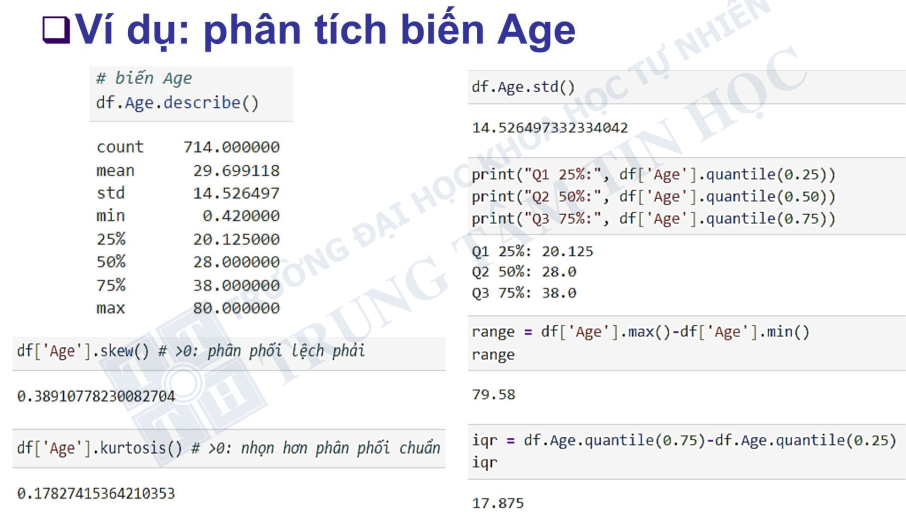 ❑Ví dụ: phân tích biến Age
# biến Age
df.Age.describe()
count 714.000000
mean 29.699118
std 14.526497
min 0.420000
25% 20.125000
50% 28.000000
75% 38.000000
max 80.000000
df['Age'].skew() # >0: phân phối lệch phải
0.38910778230082704
df['Age'].kurtosis() # >0: nhọn hơn phân phối chuẩn
0.17827415364210353
df.Age.std()
14.526497332334042
print("Q1 25%:", df['Age'].quantile(0.25))
print("Q2 50%:", df['Age'].quantile(0.50))
print("Q3 75%:", df['Age'].quantile(0.75))
Q1 25%: 20.125
Q2 50%: 28.0
Q3 75%: 38.0
range = df['Age'].max()-df['Age'].min()
range
79.58
iqr = df.Age.quantile(0.75)-df.Age.quantile(0.25)
iqr
17.875
TRƯỜNG ĐẠI HỌC KHOA HỌC TỰ NHIÊN
TRUNG TÂM TIN HỌC